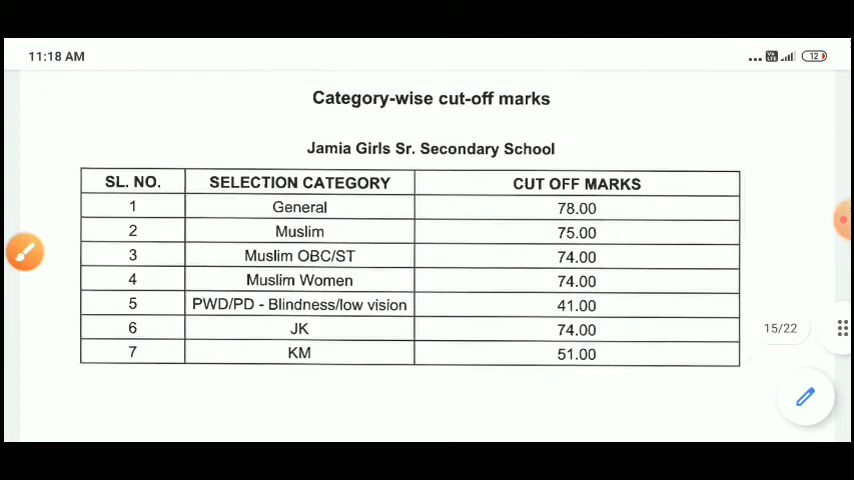 11:18 AM
12
Category-wise cut-off marks
Jamia Girls Sr. Secondary School
SL. NO. SELECTION CATEGORY CUT OFF MARKS
1 General 78.00
2 Muslim 75.00
3 Muslim OBC/ST 74.00
4 Muslim Women 74.00
5 PWD/PD - Blindness/low vision 41.00
6 JK 74.00
15/22
7 KM 51.00